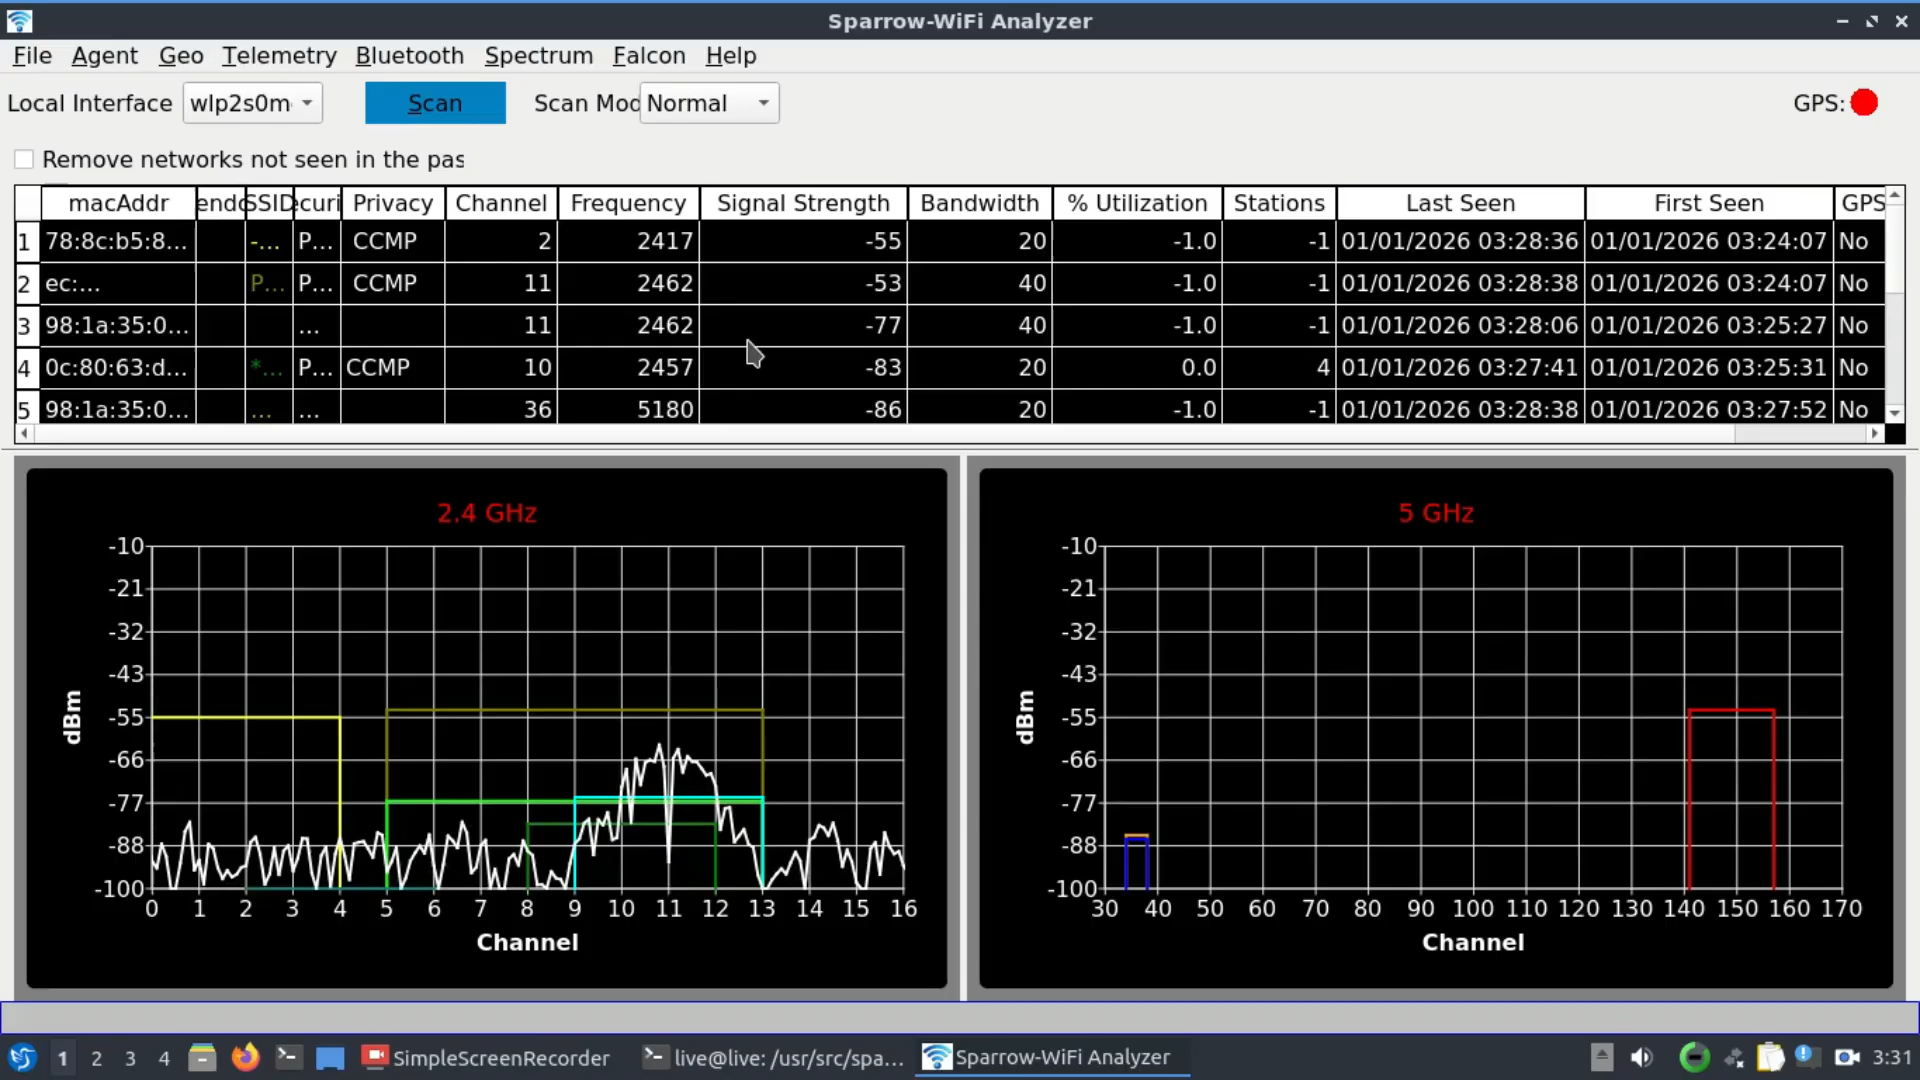 Sparrow-WiFi Analyzer
File Agent Geo Telemetry Bluetooth Spectrum Falcon Help
Local Interface wlp2s0m Scan Scan Mod Normal GPS:
Remove networks not seen in the pas
macAddr endo SSID ecuri Privacy Channel Frequency Signal Strength Bandwidth % Utilization Stations Last Seen First Seen GPS
1 78:8c:b5:8... -... P... CCMP 2 2417 -55 20 -1.0 -1 01/01/2026 03:28:36 01/01/2026 03:24:07 No
2 ec:... P... P... CCMP 11 2462 -53 40 -1.0 -1 01/01/2026 03:28:38 01/01/2026 03:24:07 No
3 98:1a:35:0... ... 11 2462 -77 40 -1.0 -1 01/01/2026 03:28:06 01/01/2026 03:25:27 No
4 0c:80:63:d... *... P... CCMP 10 2457 -83 20 0.0 4 01/01/2026 03:27:41 01/01/2026 03:25:31 No
5 98:1a:35:0... ... ... 36 5180 -86 20 -1.0 -1 01/01/2026 03:28:38 01/01/2026 03:27:52 No
2.4 GHz
-10
-21
-32
-43
-55
-66
-77
-88
-100
dBm
0 1 2 3 4 5 6 7 8 9 10 11 12 13 14 15 16
Channel
5 GHz
-10
-21
-32
-43
-55
-66
-77
-88
-100
dBm
30 40 50 60 70 80 90 100 110 120 130 140 150 160 170
Channel
1 2 3 4 SimpleScreenRecorder live@live: /usr/src/spa... Sparrow-WiFi Analyzer 3:31